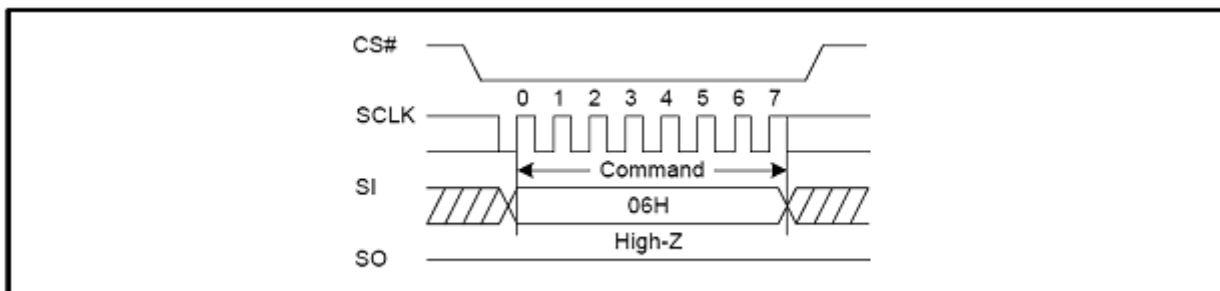 CS#
0 1 2 3 4 5 6 7
SCLK
Command
SI
06H
High-Z
SO